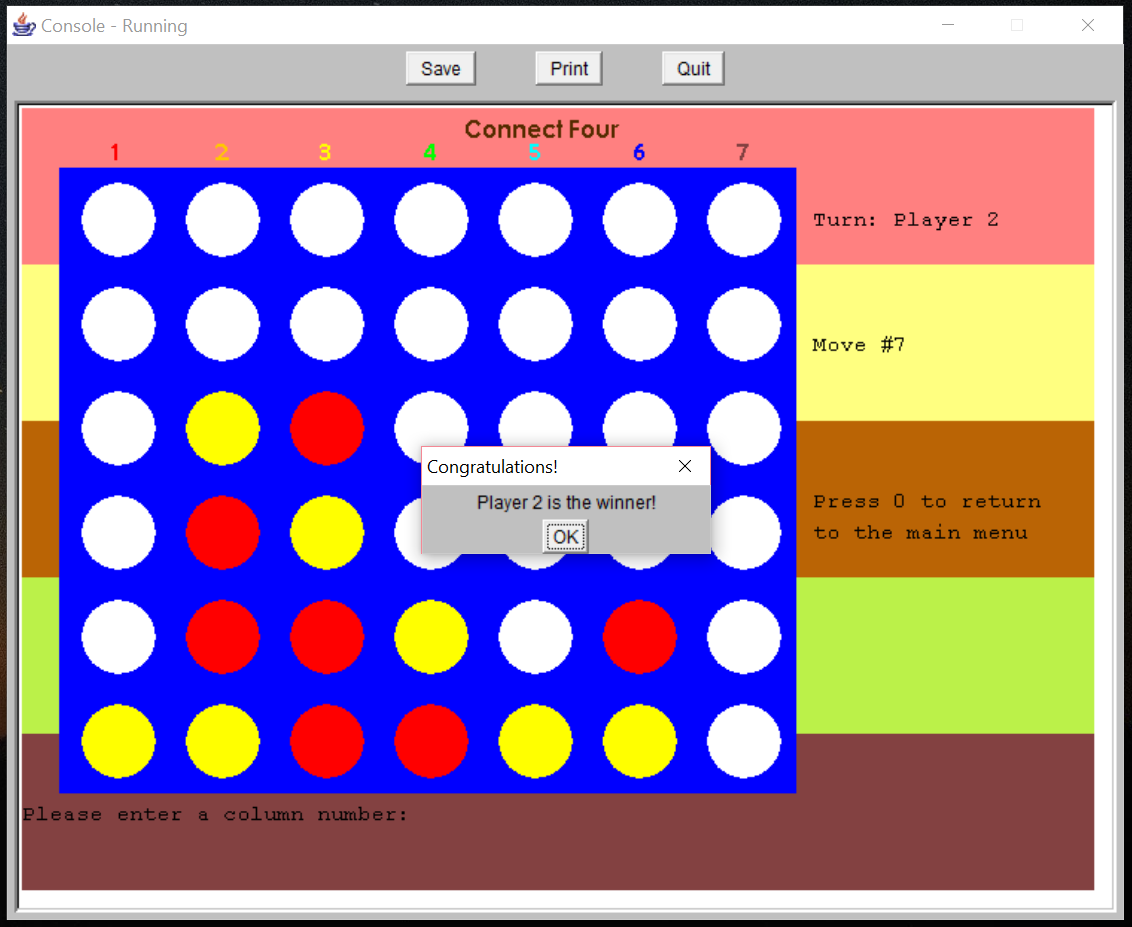 Console - Running
Save Print Quit
Connect Four
1 2 3 4 5 6 7
Turn: Player 2
Move #7
Congratulations!
Player 2 is the winner!
OK
Press 0 to return
to the main menu
Please enter a column number: